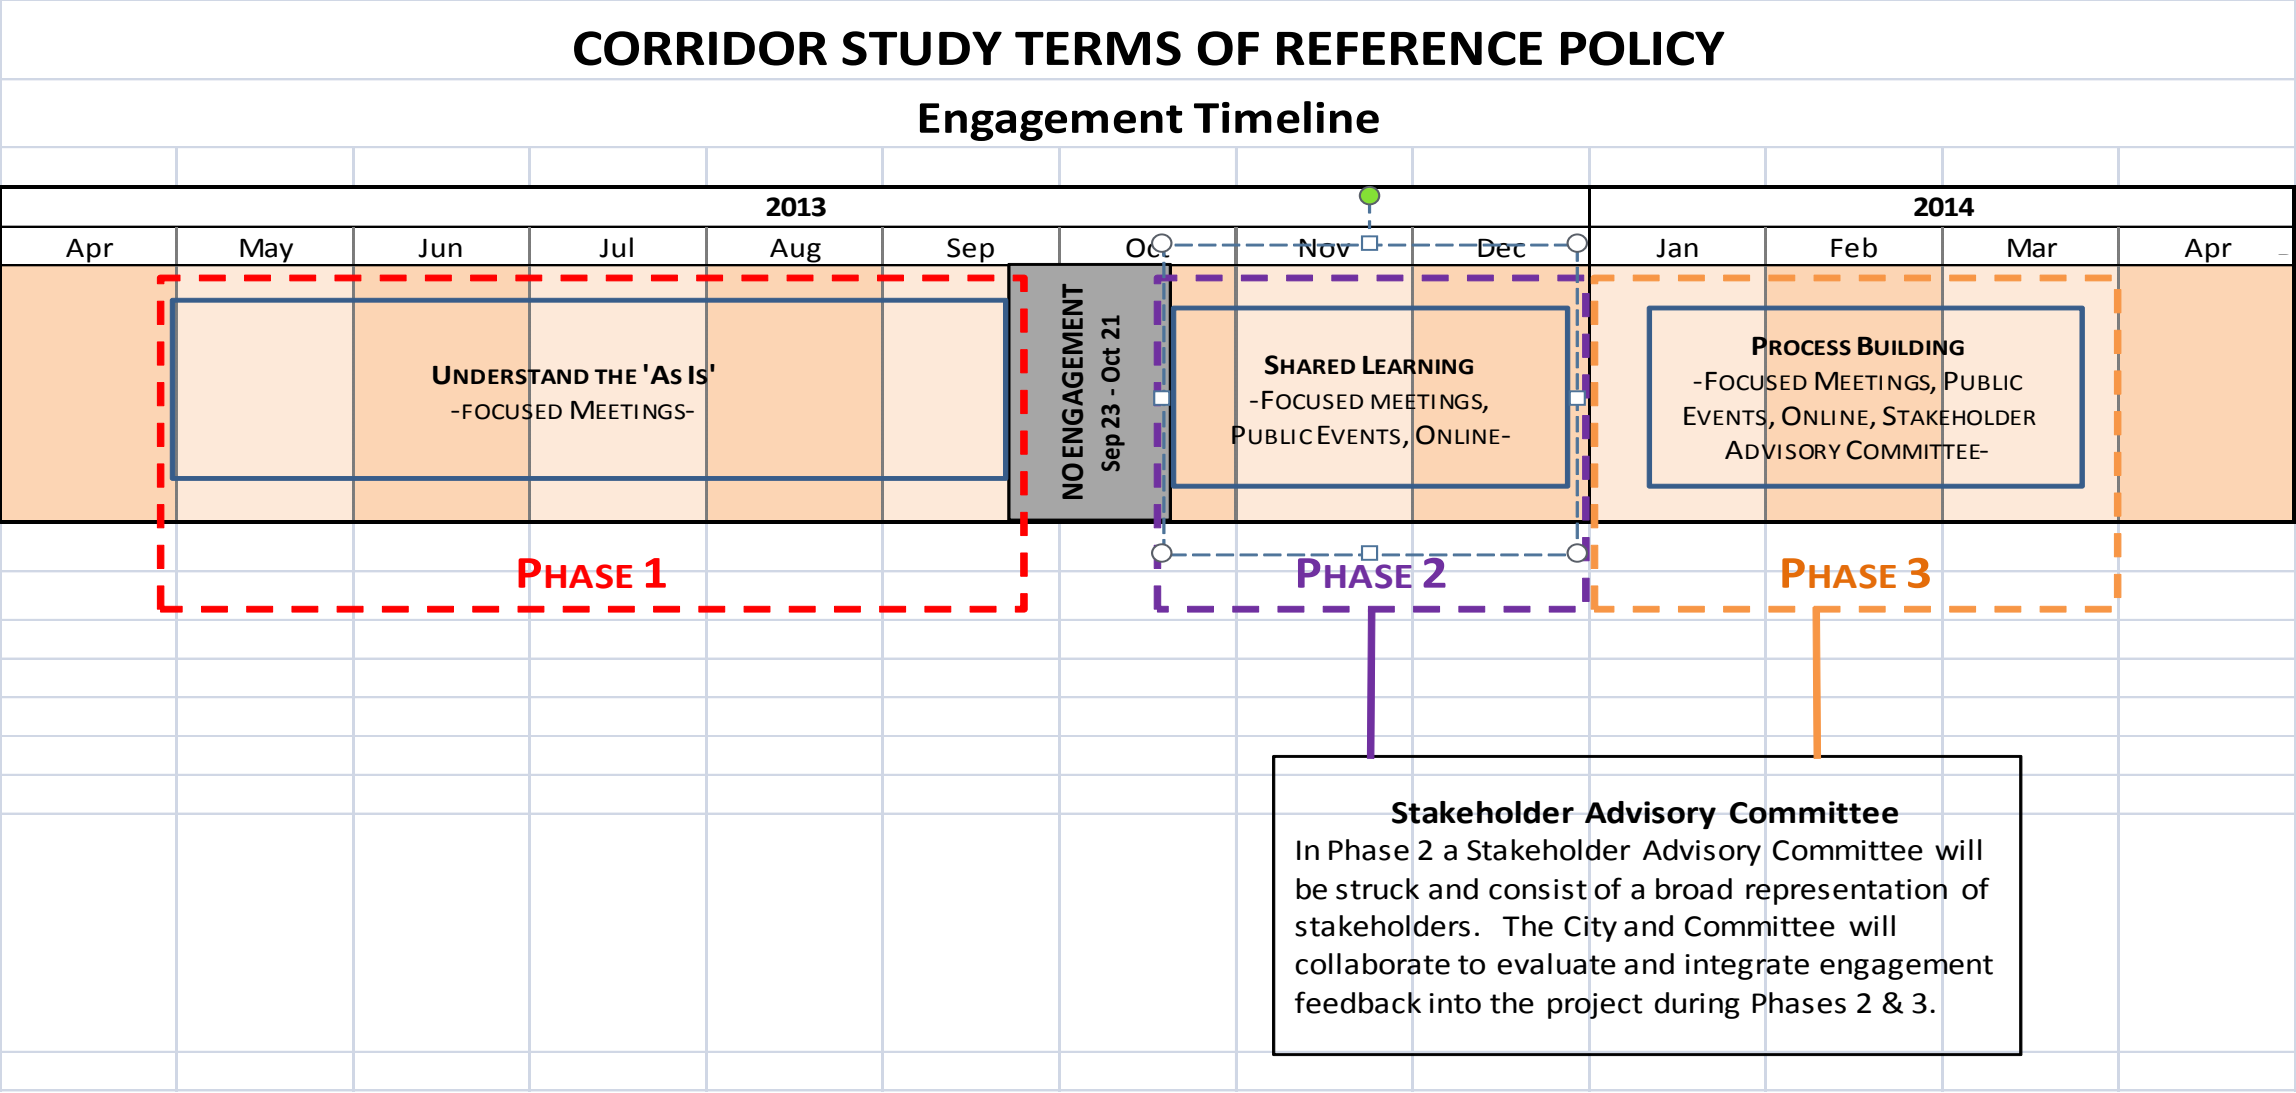 CORRIDOR STUDY TERMS OF REFERENCE POLICY
Engagement Timeline
2013 2014
Apr May Jun Jul Aug Sep Oct Nov Dec Jan Feb Mar Apr
UNDERSTAND THE 'AS IS'
-FOCUSED MEETINGS-
NO ENGAGEMENT
Sep 23 - Oct 21
SHARED LEARNING
-FOCUSED MEETINGS,
PUBLIC EVENTS, ONLINE-
PROCESS BUILDING
-FOCUSED MEETINGS, PUBLIC
EVENTS, ONLINE, STAKEHOLDER
ADVISORY COMMITTEE-
PHASE 1
PHASE 2
PHASE 3
Stakeholder Advisory Committee
In Phase 2 a Stakeholder Advisory Committee will
be struck and consist of a broad representation of
stakeholders. The City and Committee will
collaborate to evaluate and integrate engagement
feedback into the project during Phases 2 & 3.